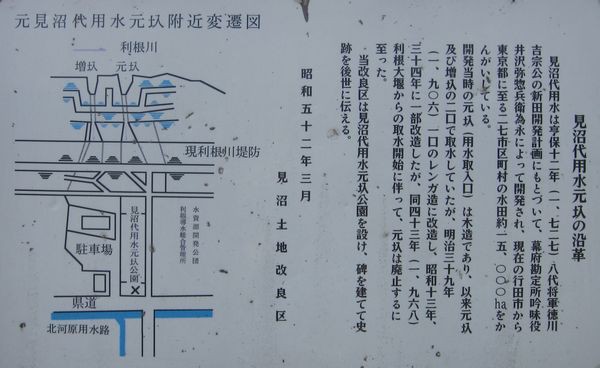 見沼代用水元圦の沿革
見沼代用水は亨保十二年(一、七二七)八代将軍徳川
吉宗公の新田開発計画にもとづいて、幕府勘定所吟味役
井沢弥惣兵衛為永によって開発され、現在の行田市から
東京都に至る二七市区町村の水田約一五、〇〇〇haをか
んがいしている。
開発当時の元圦(用水取入口)は木造であり、以来元圦
及び増圦の二口で取水していたが、明治三十九年
(一、九〇六)一口のレンガ造に改造し、昭和十三年、
三十四年に一部改造したが、同四十三年(一、九六八)
利根大堰からの取水開始に伴って、元圦は廃止するに
至った。
当改良区は見沼代用水元圦公園を設け、碑を建てて史
跡を後世に伝える。
昭和五十二年三月
見沼土地改良区
元見沼代用水元圦附近変遷図
利根川
増圦 元圦
現利根川堤防
水資源開発公団
利根導水総合管理所
見沼代用水元圦公園
駐車場
県道
北河原用水路